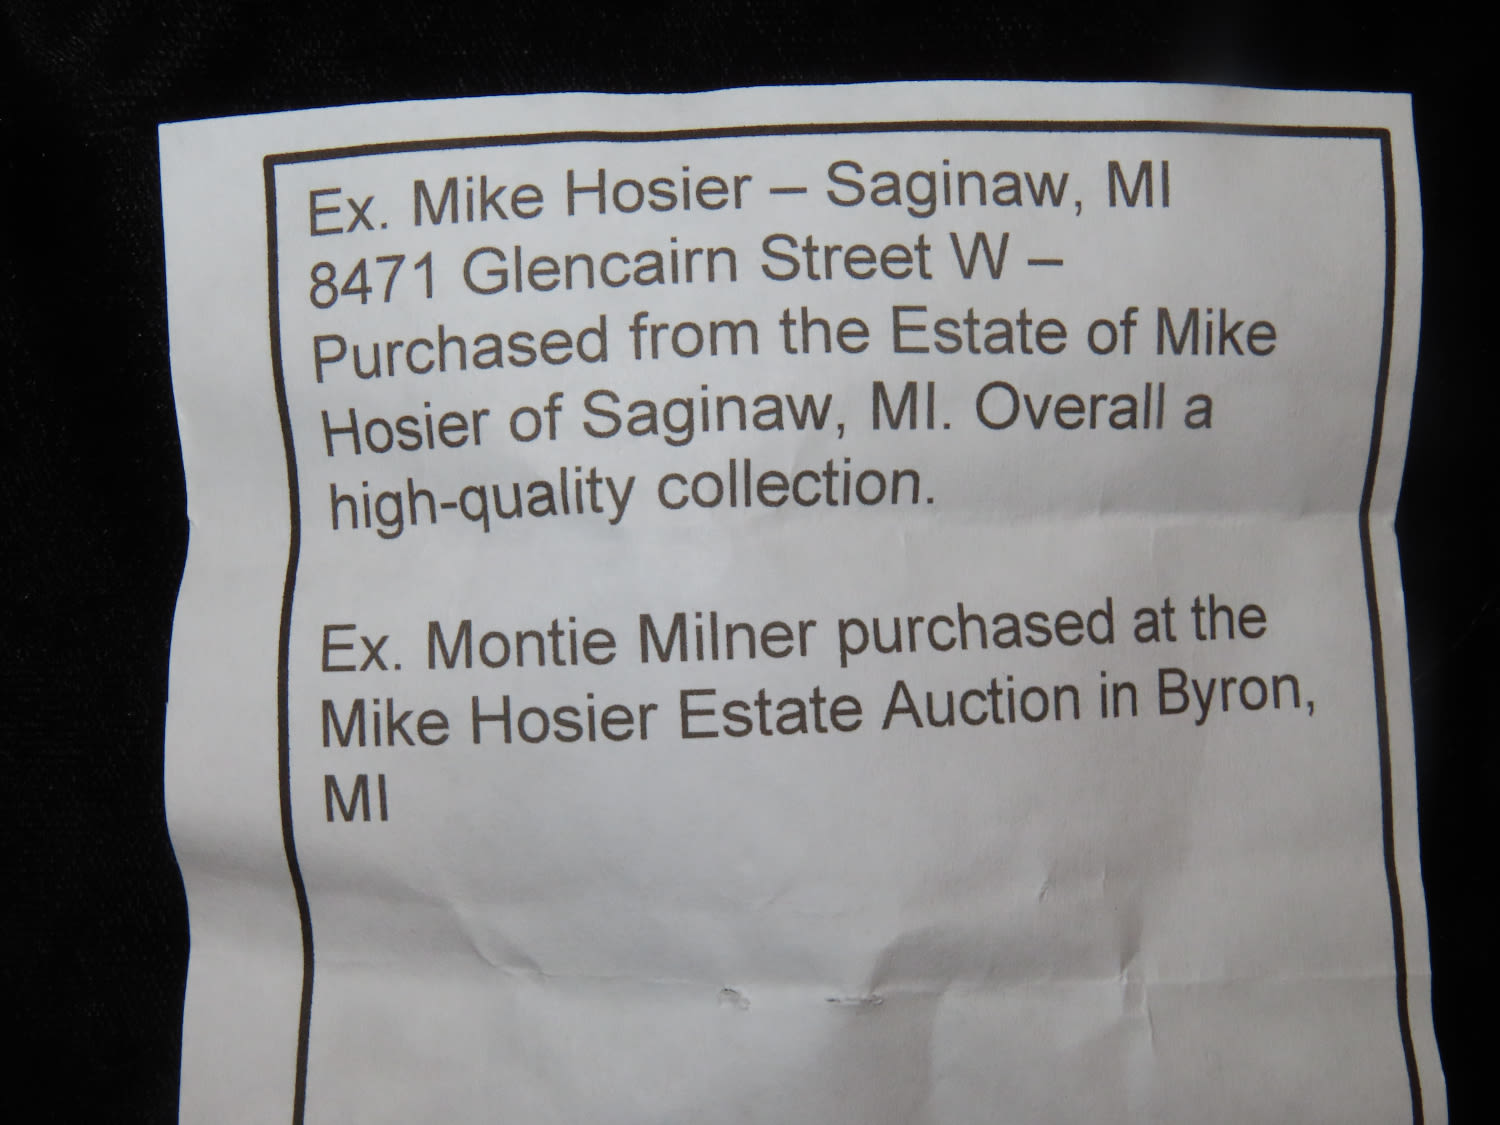 Ex. Mike Hosier – Saginaw, MI
8471 Glencairn Street W –
Purchased from the Estate of Mike
Hosier of Saginaw, MI. Overall a
high-quality collection.
Ex. Montie Milner purchased at the
Mike Hosier Estate Auction in Byron,
MI